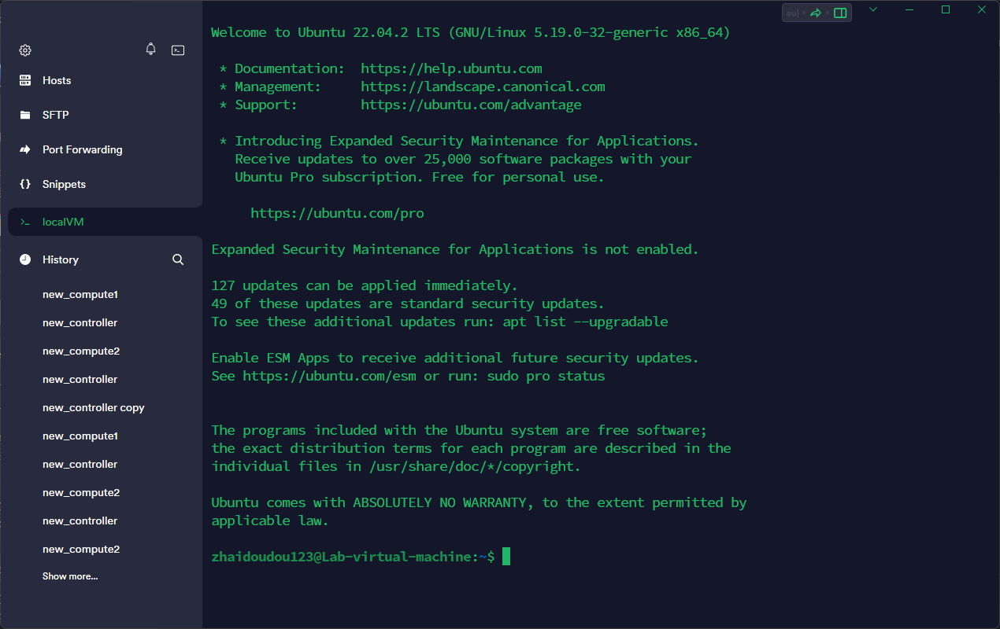 au|
Hosts
SFTP
Port Forwarding
Snippets
localVM
History
new_compute1
new_controller
new_compute2
new_controller
new_controller copy
new_compute1
new_controller
new_compute2
new_controller
new_compute2
Show more...
Welcome to Ubuntu 22.04.2 LTS (GNU/Linux 5.19.0-32-generic x86_64)
* Documentation:  https://help.ubuntu.com
* Management:     https://landscape.canonical.com
* Support:        https://ubuntu.com/advantage
* Introducing Expanded Security Maintenance for Applications.
Receive updates to over 25,000 software packages with your
Ubuntu Pro subscription. Free for personal use.
https://ubuntu.com/pro
Expanded Security Maintenance for Applications is not enabled.
127 updates can be applied immediately.
49 of these updates are standard security updates.
To see these additional updates run: apt list --upgradable
Enable ESM Apps to receive additional future security updates.
See https://ubuntu.com/esm or run: sudo pro status
The programs included with the Ubuntu system are free software;
the exact distribution terms for each program are described in the
individual files in /usr/share/doc/*/copyright.
Ubuntu comes with ABSOLUTELY NO WARRANTY, to the extent permitted by
applicable law.
zhaidoudou123@Lab-virtual-machine:~$